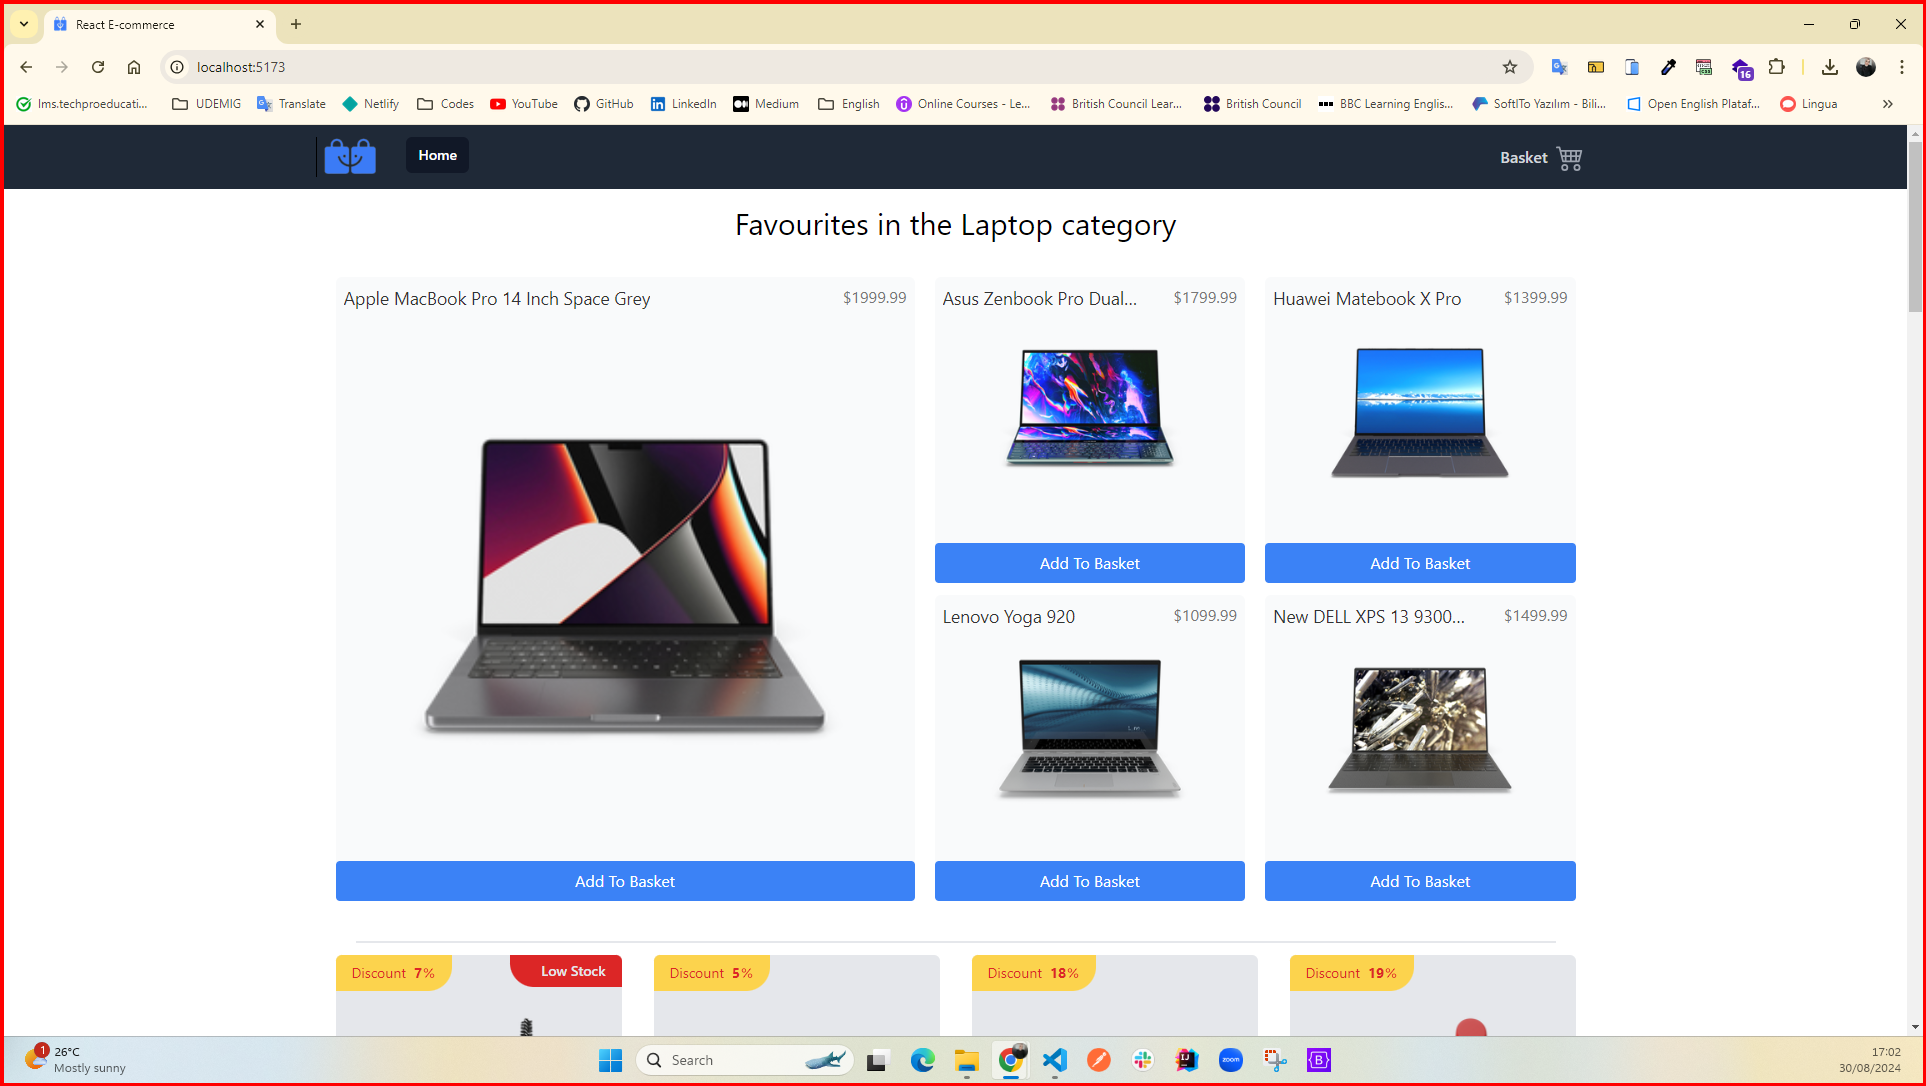 React E-commerce
localhost:5173
16
lms.techproeducati...
UDEMIG
Translate
Netlify
Codes
YouTube
GitHub
LinkedIn
Medium
English
Online Courses - Le...
British Council Lear...
British Council
BBC Learning Englis...
SoftITo Yazılım - Bili...
Open English Plataf...
Lingua
Home
Basket
Favourites in the Laptop category
Apple MacBook Pro 14 Inch Space Grey
$1999.99
Asus Zenbook Pro Dual...
$1799.99
Huawei Matebook X Pro
$1399.99
Add To Basket
Add To Basket
Lenovo Yoga 920
$1099.99
New DELL XPS 13 9300...
$1499.99
Add To Basket
Add To Basket
Add To Basket
Discount 7%
Low Stock
Discount 5%
Discount 18%
Discount 19%
1
26°C
Mostly sunny
Search
zoom
17:02
30/08/2024